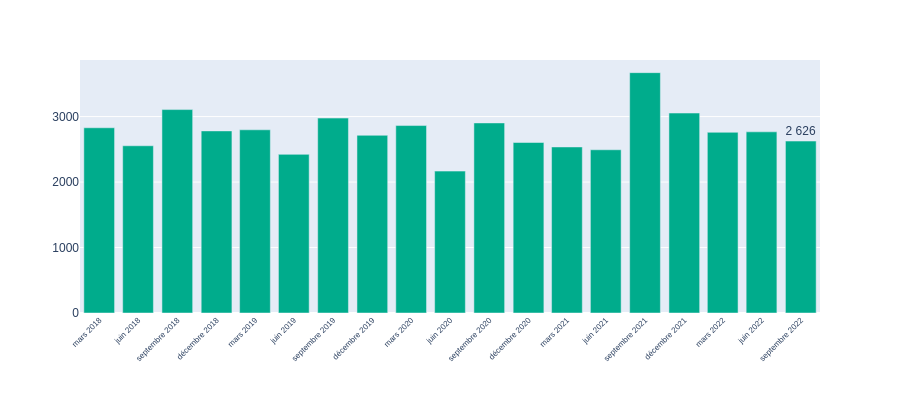 3000
2000
1000
0
2 626
mars 2018
juin 2018
septembre 2018
décembre 2018
mars 2019
juin 2019
septembre 2019
décembre 2019
mars 2020
juin 2020
septembre 2020
décembre 2020
mars 2021
juin 2021
septembre 2021
décembre 2021
mars 2022
juin 2022
septembre 2022